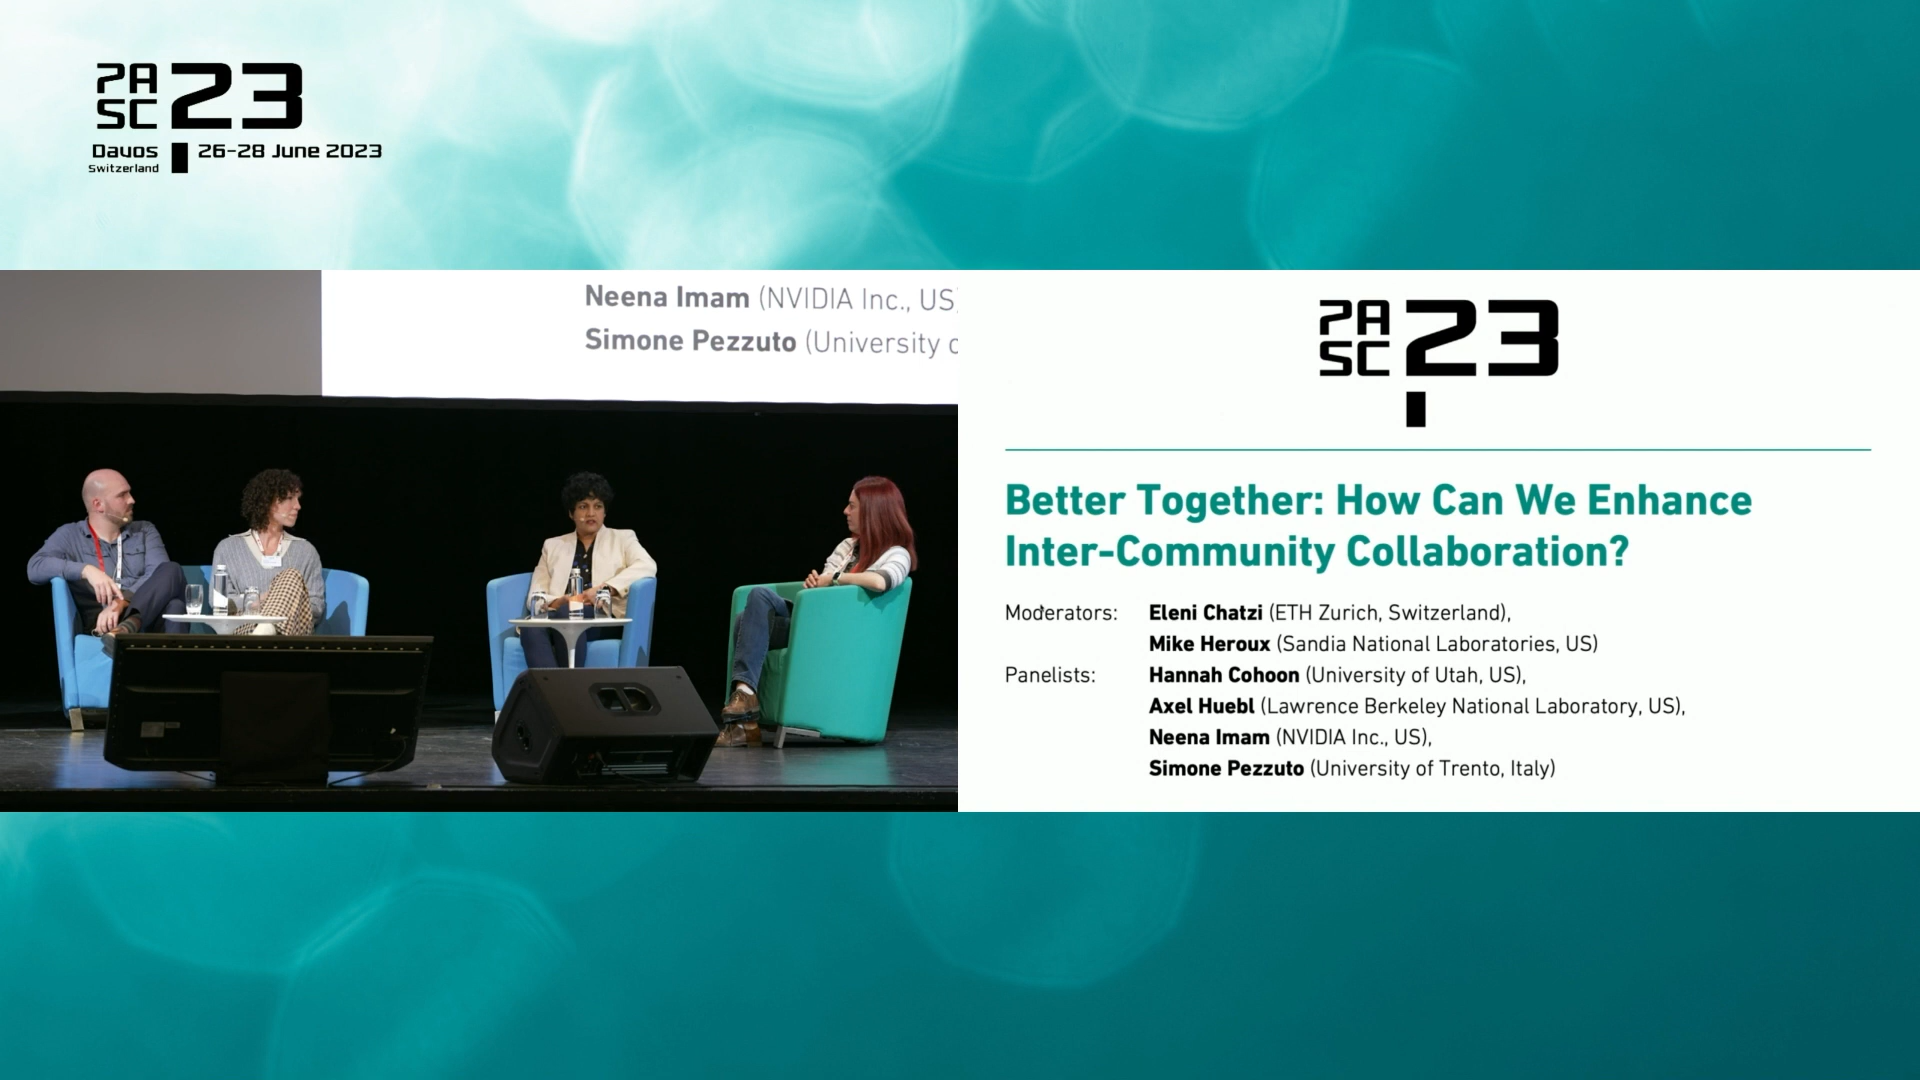 PA
SC 23
Davos
Switzerland
26-28 June 2023
Neena Imam (NVIDIA Inc., US)
Simone Pezzuto (University o
PA
SC 23
Better Together: How Can We Enhance
Inter-Community Collaboration?
Moderators: Eleni Chatzi (ETH Zurich, Switzerland),
Mike Heroux (Sandia National Laboratories, US)
Panelists: Hannah Cohoon (University of Utah, US),
Axel Huebl (Lawrence Berkeley National Laboratory, US),
Neena Imam (NVIDIA Inc., US),
Simone Pezzuto (University of Trento, Italy)